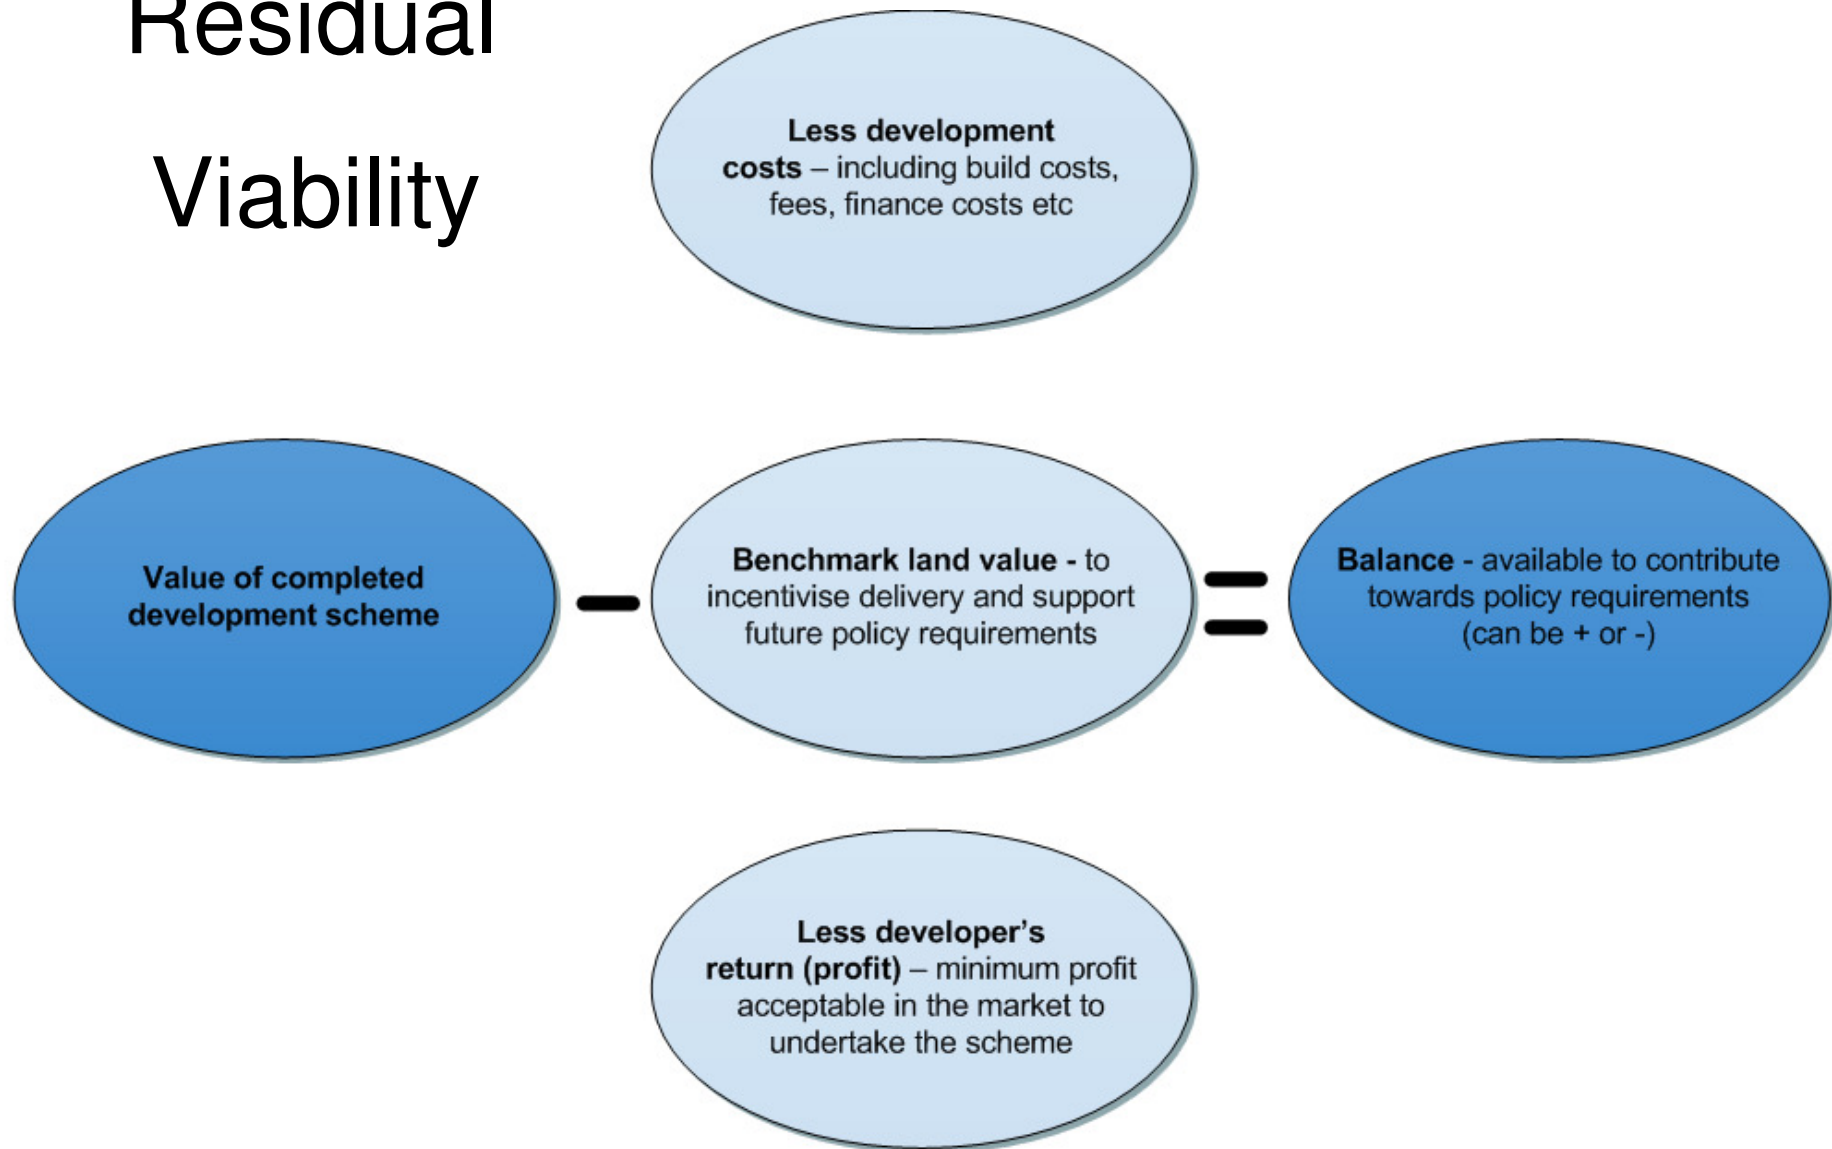 Residual
Viability
Less development
costs – including build costs,
fees, finance costs etc
Value of completed
development scheme
Benchmark land value - to
incentivise delivery and support
future policy requirements
Balance - available to contribute
towards policy requirements
(can be + or -)
Less developer’s
return (profit) – minimum profit
acceptable in the market to
undertake the scheme